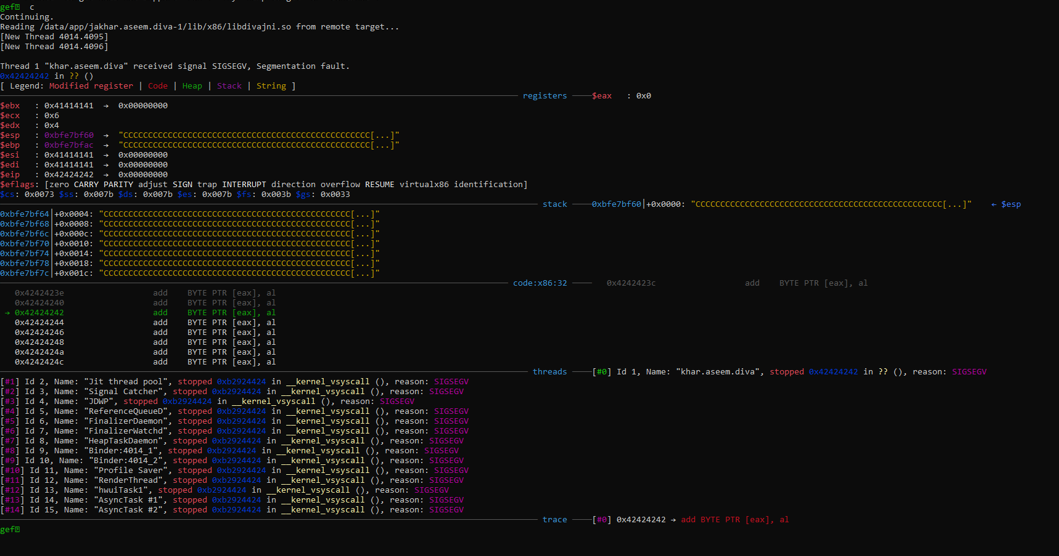 gef➤  c
Continuing.
Reading /data/app/jakhar.aseem.diva-1/lib/x86/libdivajni.so from remote target...
[New Thread 4014.4095]
[New Thread 4014.4096]
Thread 1 "khar.aseem.diva" received signal SIGSEGV, Segmentation fault.
0x42424242 in ?? ()
[ Legend: Modified register | Code | Heap | Stack | String ]
registers ────$eax   : 0x0
$ebx   : 0x41414141  →  0x00000000
$ecx   : 0x6
$edx   : 0x4
$esp   : 0xbfe7bf60  →  "CCCCCCCCCCCCCCCCCCCCCCCCCCCCCCCCCCCCCCCCCCCCCCCCCC[...]"
$ebp   : 0xbfe7bfac  →  "CCCCCCCCCCCCCCCCCCCCCCCCCCCCCCCCCCCCCCCCCCCCCCCCCC[...]"
$esi   : 0x41414141  →  0x00000000
$edi   : 0x41414141  →  0x00000000
$eip   : 0x42424242  →  0x00000000
$eflags: [zero CARRY PARITY adjust SIGN trap INTERRUPT direction overflow RESUME virtualx86 identification]
$cs: 0x0073 $ss: 0x007b $ds: 0x007b $es: 0x007b $fs: 0x003b $gs: 0x0033
stack ────0xbfe7bf60│+0x0000: "CCCCCCCCCCCCCCCCCCCCCCCCCCCCCCCCCCCCCCCCCCCCCCCCCC[...]"    ← $esp
0xbfe7bf64│+0x0004: "CCCCCCCCCCCCCCCCCCCCCCCCCCCCCCCCCCCCCCCCCCCCCCCCCC[...]"
0xbfe7bf68│+0x0008: "CCCCCCCCCCCCCCCCCCCCCCCCCCCCCCCCCCCCCCCCCCCCCCCCCC[...]"
0xbfe7bf6c│+0x000c: "CCCCCCCCCCCCCCCCCCCCCCCCCCCCCCCCCCCCCCCCCCCCCCCCCC[...]"
0xbfe7bf70│+0x0010: "CCCCCCCCCCCCCCCCCCCCCCCCCCCCCCCCCCCCCCCCCCCCCCCCCC[...]"
0xbfe7bf74│+0x0014: "CCCCCCCCCCCCCCCCCCCCCCCCCCCCCCCCCCCCCCCCCCCCCCCCCC[...]"
0xbfe7bf78│+0x0018: "CCCCCCCCCCCCCCCCCCCCCCCCCCCCCCCCCCCCCCCCCCCCCCCCCC[...]"
0xbfe7bf7c│+0x001c: "CCCCCCCCCCCCCCCCCCCCCCCCCCCCCCCCCCCCCCCCCCCCCCCCCC[...]"
code:x86:32 ────   0x4242423c                  add    BYTE PTR [eax], al
0x4242423e                  add    BYTE PTR [eax], al
0x42424240                  add    BYTE PTR [eax], al
→ 0x42424242                  add    BYTE PTR [eax], al
0x42424244                  add    BYTE PTR [eax], al
0x42424246                  add    BYTE PTR [eax], al
0x42424248                  add    BYTE PTR [eax], al
0x4242424a                  add    BYTE PTR [eax], al
0x4242424c                  add    BYTE PTR [eax], al
threads ────[#0] Id 1, Name: "khar.aseem.diva", stopped 0x42424242 in ?? (), reason: SIGSEGV
[#1] Id 2, Name: "Jit thread pool", stopped 0xb2924424 in __kernel_vsyscall (), reason: SIGSEGV
[#2] Id 3, Name: "Signal Catcher", stopped 0xb2924424 in __kernel_vsyscall (), reason: SIGSEGV
[#3] Id 4, Name: "JDWP", stopped 0xb2924424 in __kernel_vsyscall (), reason: SIGSEGV
[#4] Id 5, Name: "ReferenceQueueD", stopped 0xb2924424 in __kernel_vsyscall (), reason: SIGSEGV
[#5] Id 6, Name: "FinalizerDaemon", stopped 0xb2924424 in __kernel_vsyscall (), reason: SIGSEGV
[#6] Id 7, Name: "FinalizerWatchd", stopped 0xb2924424 in __kernel_vsyscall (), reason: SIGSEGV
[#7] Id 8, Name: "HeapTaskDaemon", stopped 0xb2924424 in __kernel_vsyscall (), reason: SIGSEGV
[#8] Id 9, Name: "Binder:4014_1", stopped 0xb2924424 in __kernel_vsyscall (), reason: SIGSEGV
[#9] Id 10, Name: "Binder:4014_2", stopped 0xb2924424 in __kernel_vsyscall (), reason: SIGSEGV
[#10] Id 11, Name: "Profile Saver", stopped 0xb2924424 in __kernel_vsyscall (), reason: SIGSEGV
[#11] Id 12, Name: "RenderThread", stopped 0xb2924424 in __kernel_vsyscall (), reason: SIGSEGV
[#12] Id 13, Name: "hwuiTask1", stopped 0xb2924424 in __kernel_vsyscall (), reason: SIGSEGV
[#13] Id 14, Name: "AsyncTask #1", stopped 0xb2924424 in __kernel_vsyscall (), reason: SIGSEGV
[#14] Id 15, Name: "AsyncTask #2", stopped 0xb2924424 in __kernel_vsyscall (), reason: SIGSEGV
trace ────[#0] 0x42424242 → add BYTE PTR [eax], al
gef➤